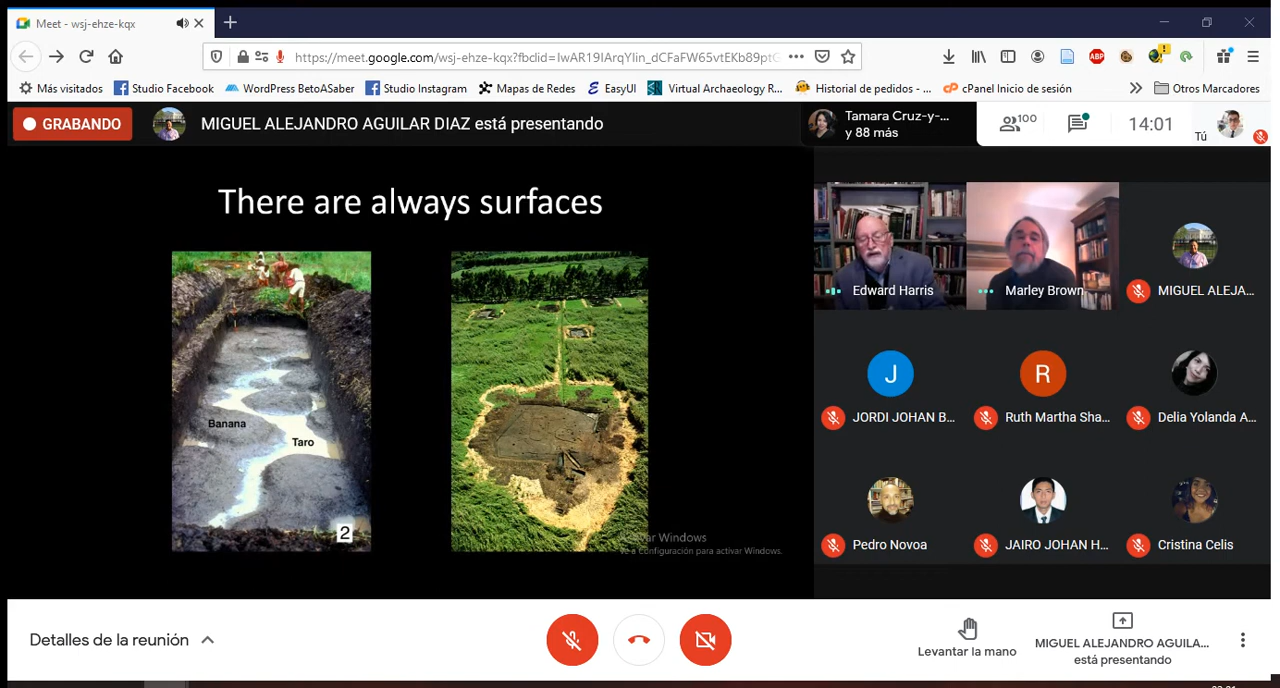 Meet - wsj-ehze-kqx
https://meet.google.com/wsj-ehze-kqx?fbclid=IwAR19IArqYIin_dCFaFW65vtEKb89pt
Más visitados
Studio Facebook
WordPress BetoASaber
Studio Instagram
Mapas de Redes
EasyUI
Virtual Archaeology R...
Historial de pedidos - ...
cPanel Inicio de sesión
Otros Marcadores
GRABANDO
MIGUEL ALEJANDRO AGUILAR DIAZ está presentando
Tamara Cruz-y-...
y 88 más
100
14:01
Tú
There are always surfaces
Banana
Taro
2
Activar Windows
Ve a Configuración para activar Windows.
Edward Harris
Marley Brown
MIGUEL ALEJA...
J
JORDI JOHAN B...
R
Ruth Martha Sha...
Delia Yolanda A...
Pedro Novoa
JAIRO JOHAN H...
Cristina Celis
Detalles de la reunión
Levantar la mano
MIGUEL ALEJANDRO AGUILA...
está presentando